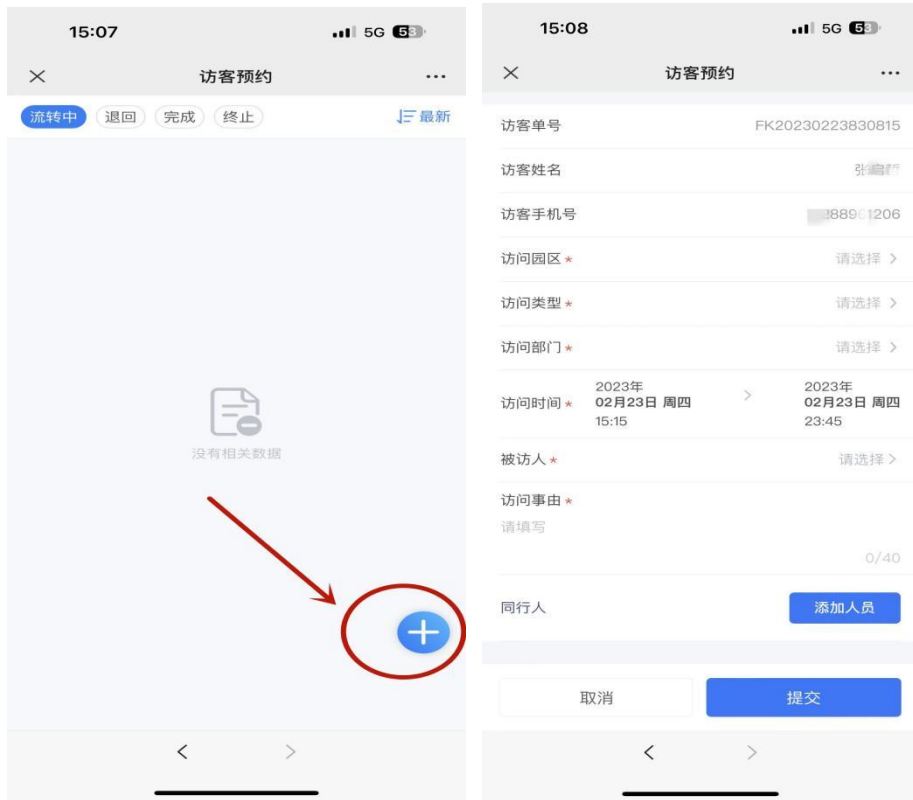 15:07
5G 53
访客预约
流转中 退回 完成 终止 最新
没有相关数据
15:08
5G 53
访客预约
访客单号 FK20230223830815
访客姓名 张
访客手机号 1206
访问园区 * 请选择 >
访问类型 * 请选择 >
访问部门 * 请选择 >
访问时间 *
2023年
02月23日 周四
15:15
>
2023年
02月23日 周四
23:45
被访人 * 请选择 >
访问事由 *
请填写
0/40
同行人 添加人员
取消 提交